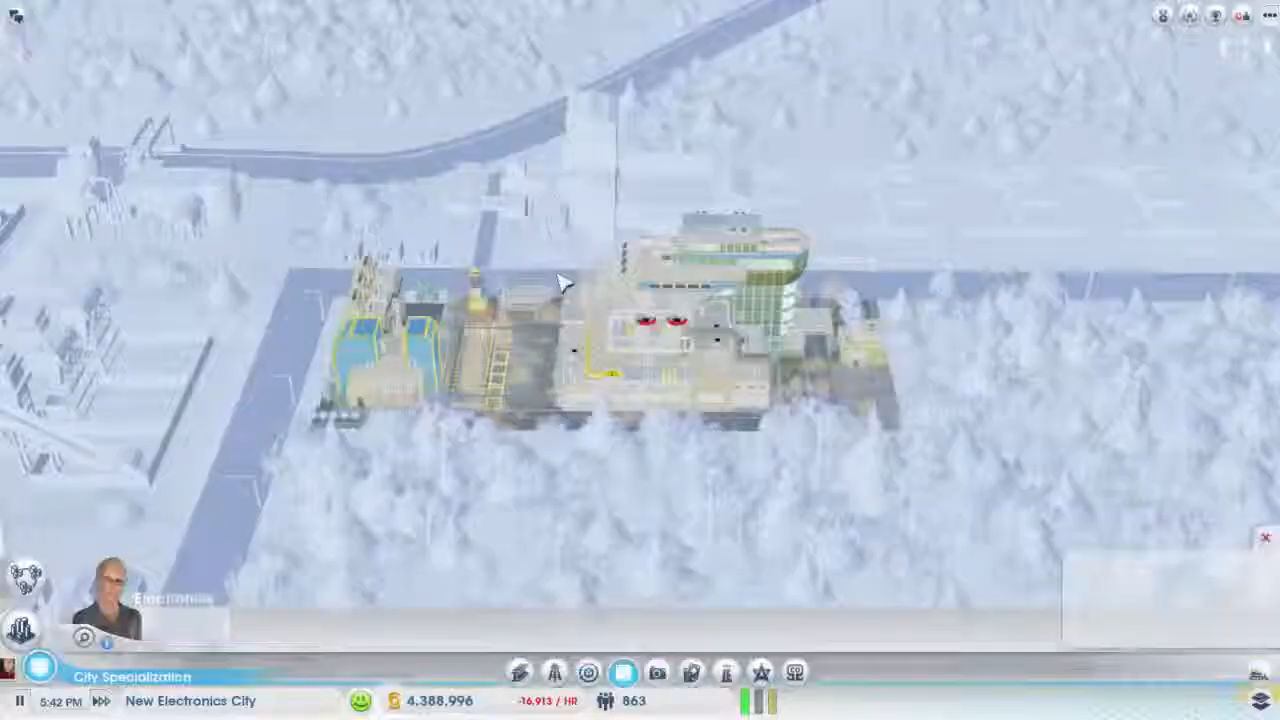 Electronics
City Specialization
5:42 PM
New Electronics City
4.388.996
-16,913 / HR
863